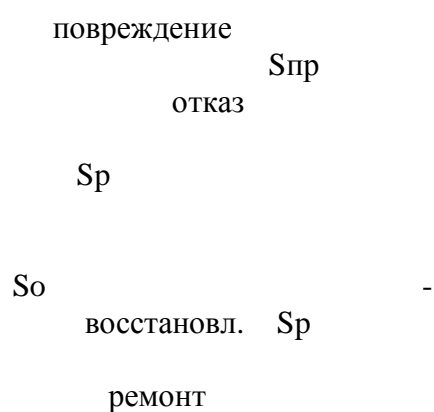 повреждение
Sпр
отказ
Sр
So -
восстановл. Sр
ремонт